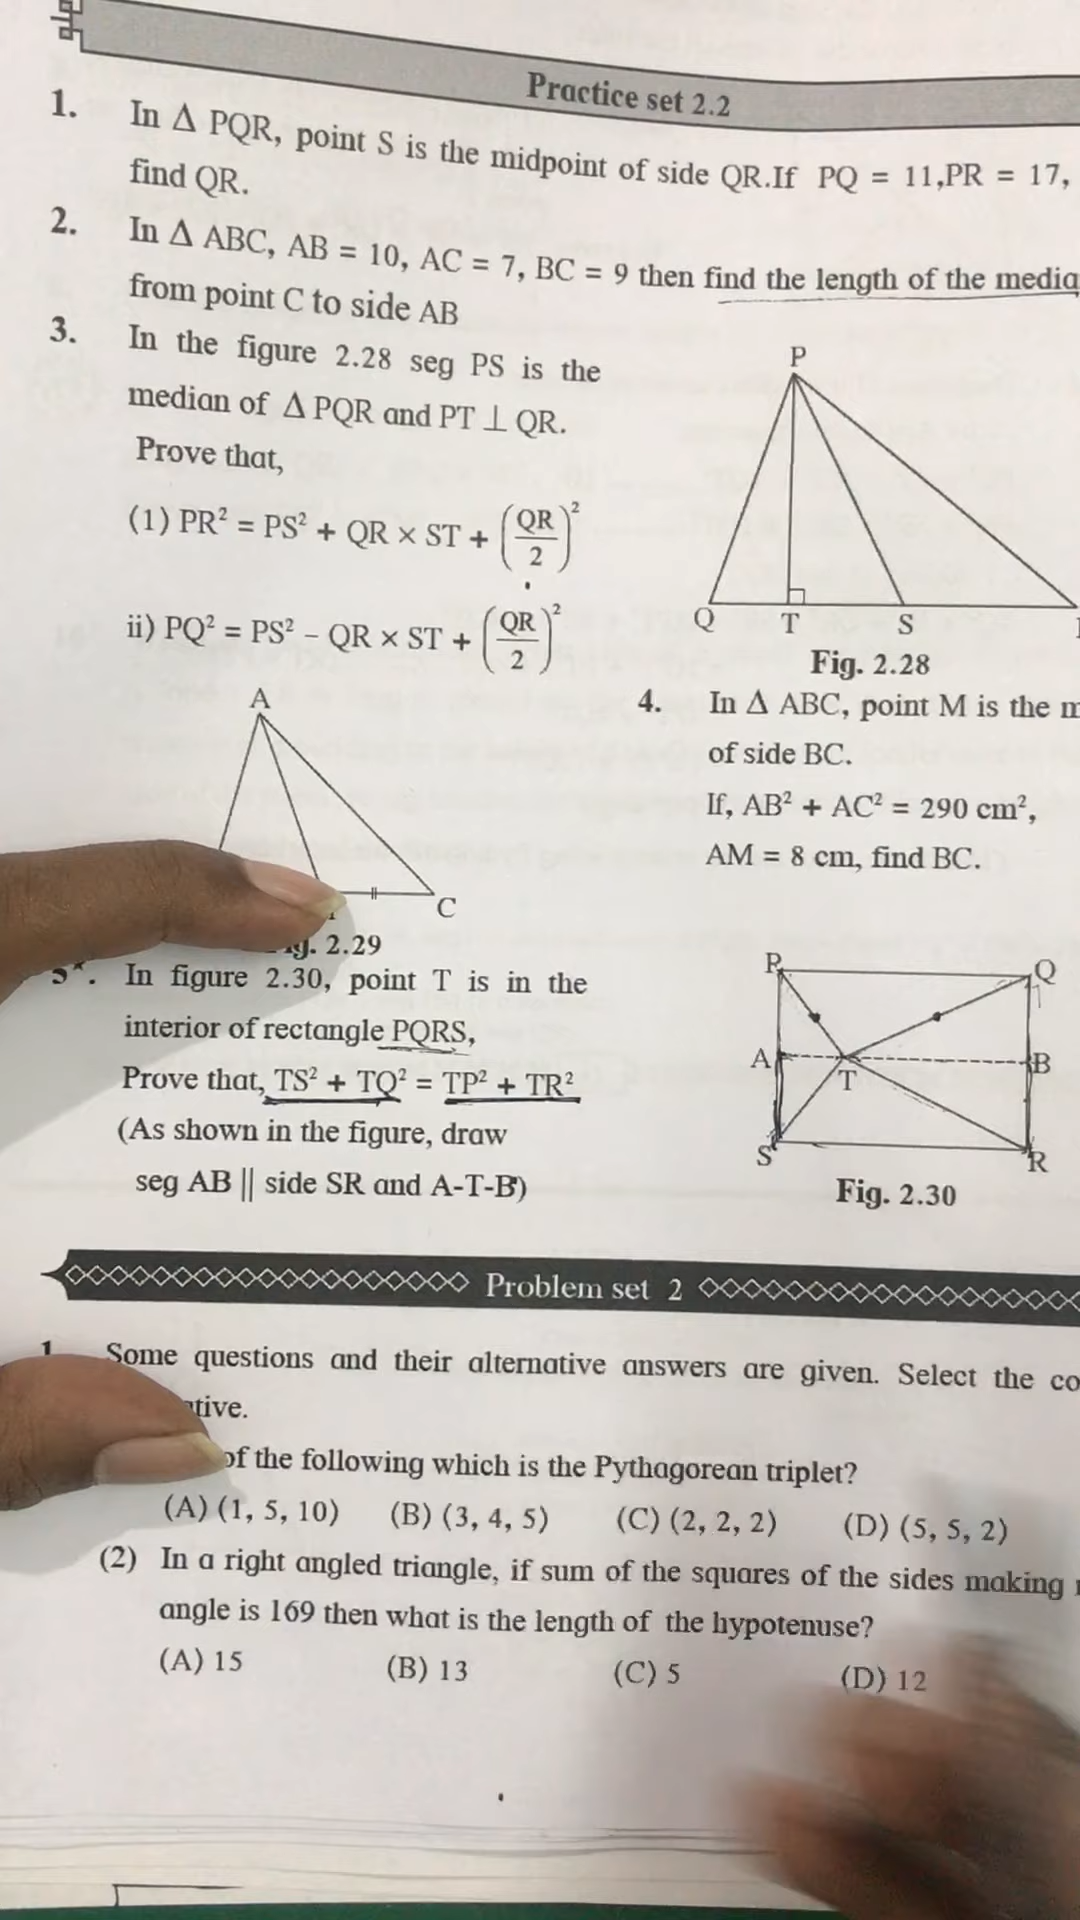 Practice set 2.2
1. In Δ PQR, point S is the midpoint of side QR.If PQ = 11,PR = 17,
find QR.
2. In Δ ABC, AB = 10, AC = 7, BC = 9 then find the length of the
from point C to side AB
3. In the figure 2.28 seg PS is the
median of Δ PQR and PT ⊥ QR.
Prove that,
(1) PR² = PS² + QR × ST + (QR/2)²
ii) PQ² = PS² – QR × ST + (QR/2)²
P
Q T S
Fig. 2.28
A
C
2.29
4. In Δ ABC, point M is the
of side BC.
If, AB² + AC² = 290 cm²,
AM = 8 cm, find BC.
5*. In figure 2.30, point T is in the
interior of rectangle PQRS,
Prove that, TS² + TQ² = TP² + TR²
(As shown in the figure, draw
seg AB || side SR and A-T-B)
P Q
A T B
S R
Fig. 2.30
Problem set 2
1 Some questions and their alternative answers are given. Select the
of the following which is the Pythagorean triplet?
(A) (1, 5, 10) (B) (3, 4, 5) (C) (2, 2, 2) (D) (5, 5, 2)
(2) In a right angled triangle, if sum of the squares of the sides making
angle is 169 then what is the length of the hypotenuse?
(A) 15 (B) 13 (C) 5 (D) 12